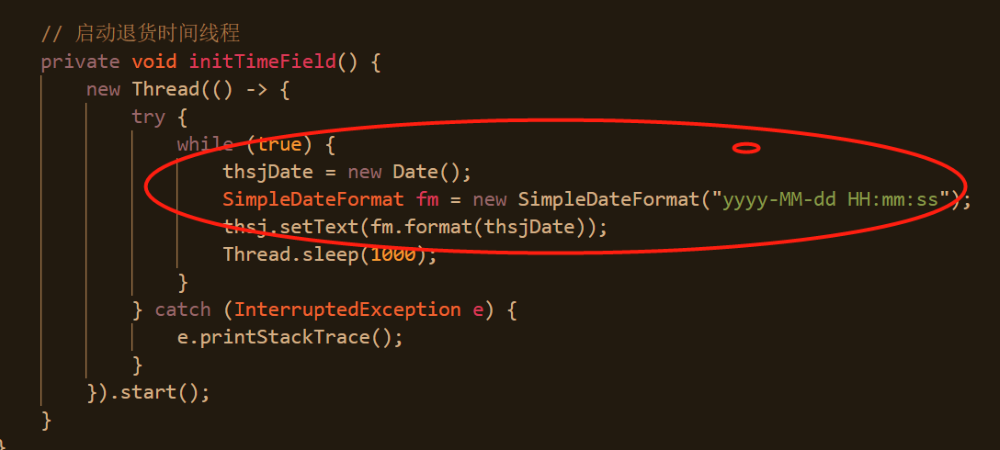 // 启动退货时间线程
private void initTimeField() {
new Thread(() -> {
try {
while (true) {
thsjDate = new Date();
SimpleDateFormat fm = new SimpleDateFormat("yyyy-MM-dd HH:mm:ss");
thsj.setText(fm.format(thsjDate));
Thread.sleep(1000);
}
} catch (InterruptedException e) {
e.printStackTrace();
}
}).start();
}
}